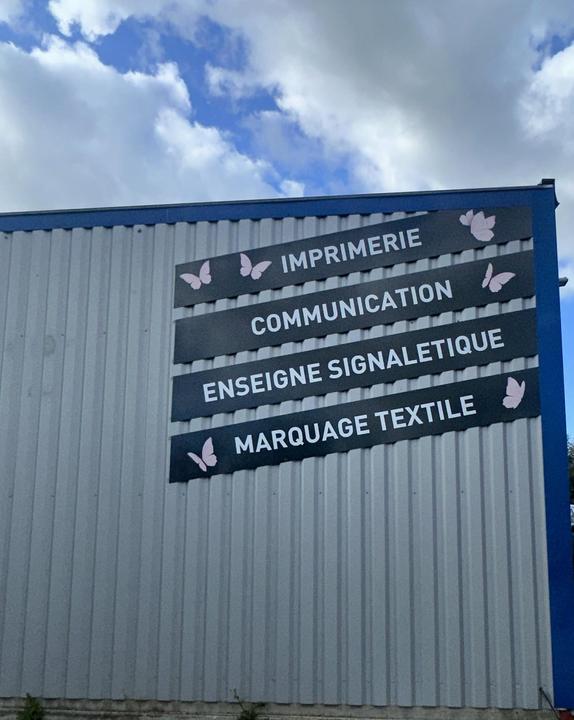 IMPRIMERIE
COMMUNICATION
ENSEIGNE SIGNALETIQUE
MARQUAGE TEXTILE